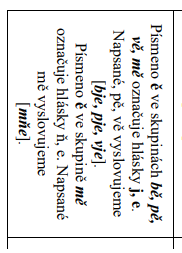 Písmeno ě ve skupinách bě, pě,
vě, mě označuje hlásky j, e.
Napsané, pě, vě vyslovujeme
[bje, pje, vje].
Písmeno ě ve skupině mě
označuje hlásky ň, e. Napsané
mě vyslovujeme
[mňe].